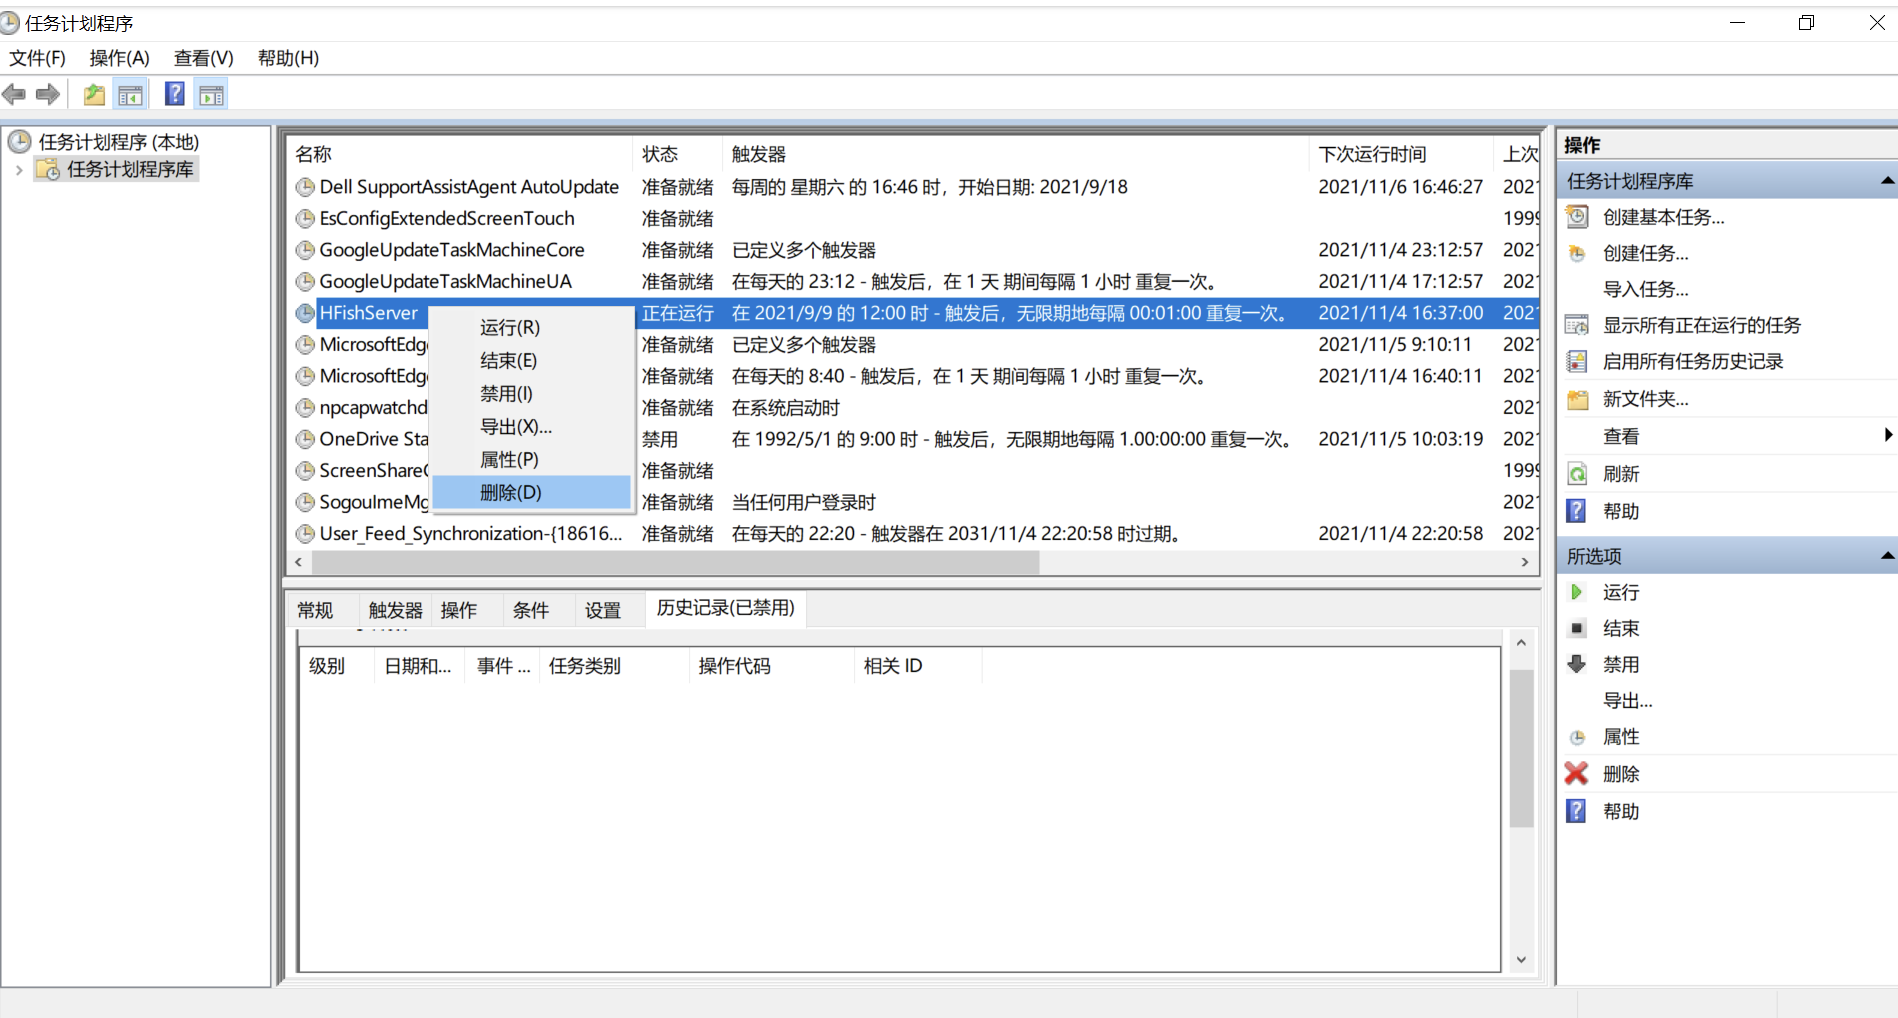 任务计划程序
文件(F) 操作(A) 查看(V) 帮助(H)
任务计划程序 (本地)
任务计划程序库
名称 状态 触发器 下次运行时间 上次
Dell SupportAssistAgent AutoUpdate 准备就绪 每周的 星期六 的 16:46 时，开始日期: 2021/9/18 2021/11/6 16:46:27 2021
EsConfigExtendedScreenTouch 准备就绪 1999
GoogleUpdateTaskMachineCore 准备就绪 已定义多个触发器 2021/11/4 23:12:57 2021
GoogleUpdateTaskMachineUA 准备就绪 在每天的 23:12 - 触发后，在 1 天 期间每隔 1 小时 重复一次。 2021/11/4 17:12:57 2021
HFishServer 正在运行 在 2021/9/9 的 12:00 时 - 触发后，无限期地每隔 00:01:00 重复一次。 2021/11/4 16:37:00 2021
MicrosoftEdg 准备就绪 已定义多个触发器 2021/11/5 9:10:11 2021
MicrosoftEdg 准备就绪 在每天的 8:40 - 触发后，在 1 天 期间每隔 1 小时 重复一次。 2021/11/4 16:40:11 2021
npcapwatchd 准备就绪 在系统启动时 2021
OneDrive Sta 禁用 在 1992/5/1 的 9:00 时 - 触发后，无限期地每隔 1.00:00:00 重复一次。 2021/11/5 10:03:19 2021
ScreenShareC 准备就绪 1999
SogouImeMg 准备就绪 当任何用户登录时 2021
User_Feed_Synchronization-{18616... 准备就绪 在每天的 22:20 - 触发器在 2031/11/4 22:20:58 时过期。 2021/11/4 22:20:58 2021
运行(R)
结束(E)
禁用(I)
导出(X)...
属性(P)
删除(D)
常规 触发器 操作 条件 设置 历史记录(已禁用)
级别 日期和... 事件 ... 任务类别 操作代码 相关 ID
操作
任务计划程序库
创建基本任务...
创建任务...
导入任务...
显示所有正在运行的任务
启用所有任务历史记录
新文件夹...
查看
刷新
帮助
所选项
运行
结束
禁用
导出...
属性
删除
帮助